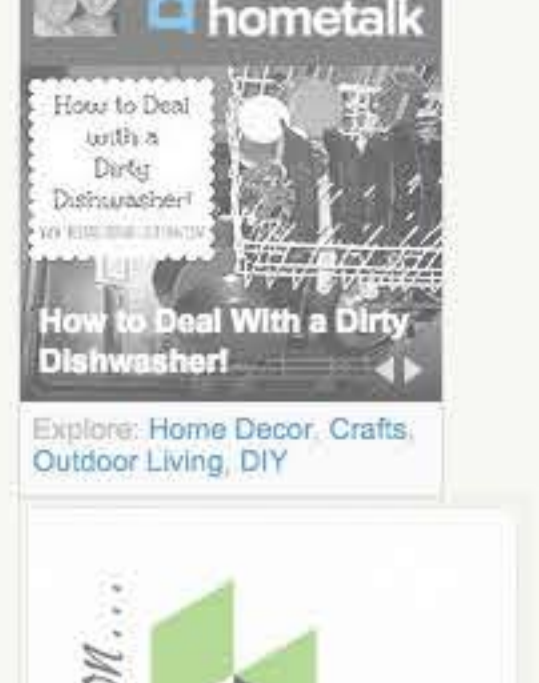 hometalk
How to Deal
with a
Dirty
Dishwasher!
How to Deal With a Dirty
Dishwasher!
Explore: Home Decor, Crafts,
Outdoor Living, DIY
on...